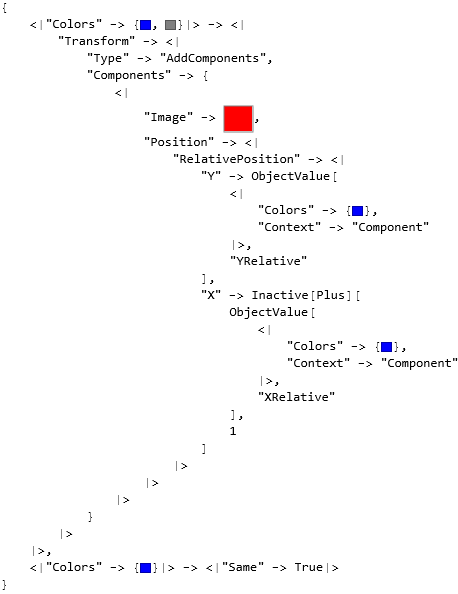 {
<|"Colors" -> {, }|> -> <|
"Transform" -> <|
"Type" -> "AddComponents",
"Components" -> {
<|
"Image" -> ,
"Position" -> <|
"RelativePosition" -> <|
"Y" -> ObjectValue[
<|
"Colors" -> {},
"Context" -> "Component"
|>,
"YRelative"
],
"X" -> Inactive[Plus][
ObjectValue[
<|
"Colors" -> {},
"Context" -> "Component"
|>,
"XRelative"
],
1
]
|>
|>
|>
}
|>
|>,
<|"Colors" -> {}|> -> <|"Same" -> True|>
}